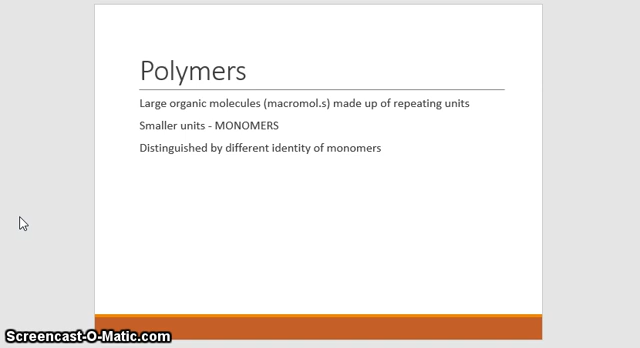 Polymers
Large organic molecules (macromol.s) made up of repeating units
Smaller units - MONOMERS
Distinguished by different identity of monomers
Screencast-O-Matic.com